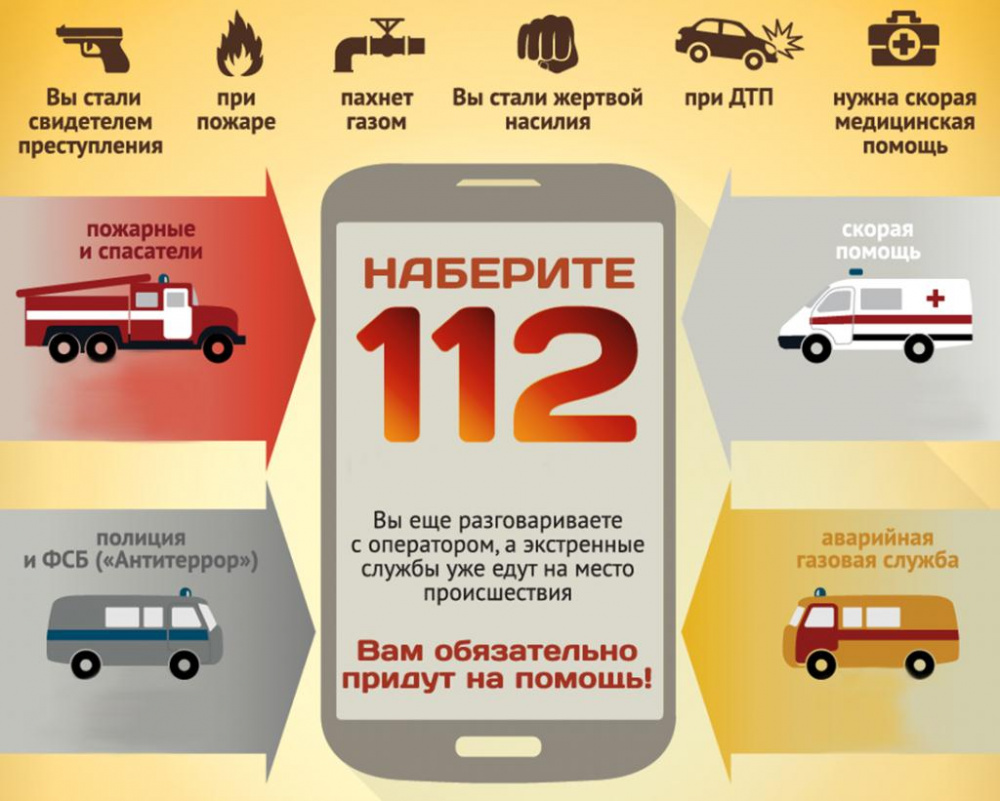 Вы стали
свидетелем
преступления
при
пожаре
пахнет
газом
Вы стали жертвой
насилия
при ДТП
нужна скорая
медицинская
помощь
пожарные
и спасатели
НАБЕРИТЕ
112
скорая
помощь
полиция
и ФСБ («Антитеррор»)
Вы еще разговариваете
с оператором, а экстренные
службы уже едут на место
происшествия
Вам обязательно
придут на помощь!
аварийная
газовая служба